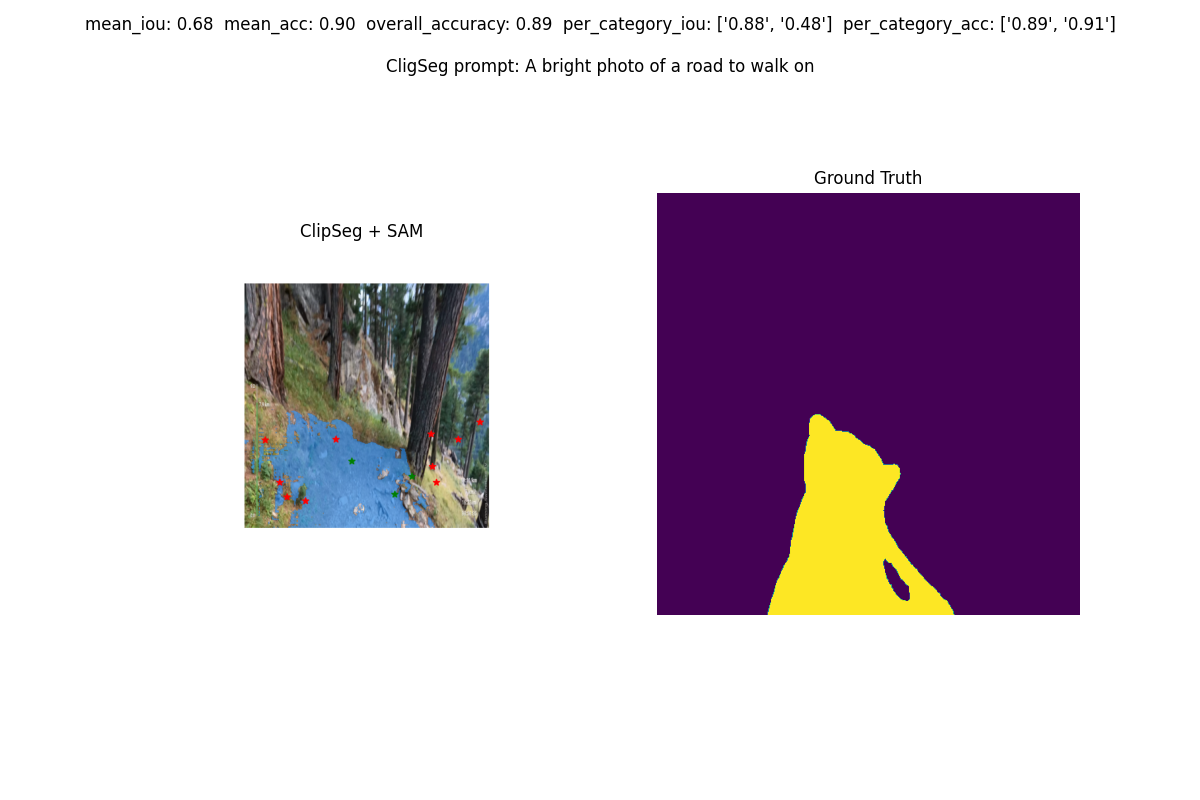 mean_iou: 0.68  mean_acc: 0.90  overall_accuracy: 0.89  per_category_iou: ['0.88', '0.48']  per_category_acc: ['0.89', '0.91']
CligSeg prompt: A bright photo of a road to walk on
Ground Truth
ClipSeg + SAM